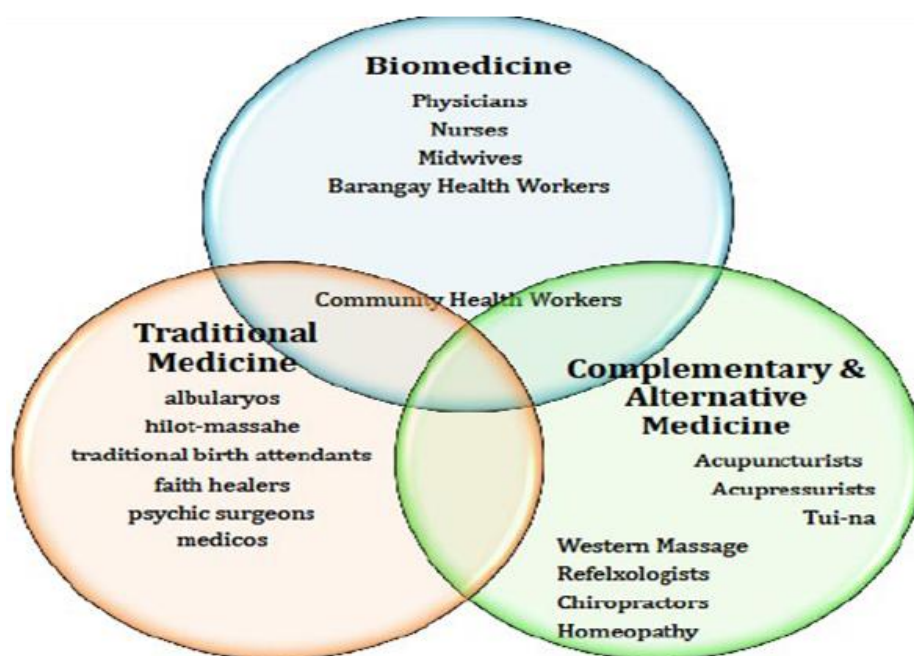 Biomedicine
Physicians
Nurses
Midwives
Barangay Health Workers
Community Health Workers
Traditional
Medicine
albularyos
hilot-massahe
traditional birth attendants
faith healers
psychic surgeons
medicos
Complementary &
Alternative
Medicine
Acupuncturists
Acupressurists
Tui-na
Western Massage
Refelxologists
Chiropractors
Homeopathy